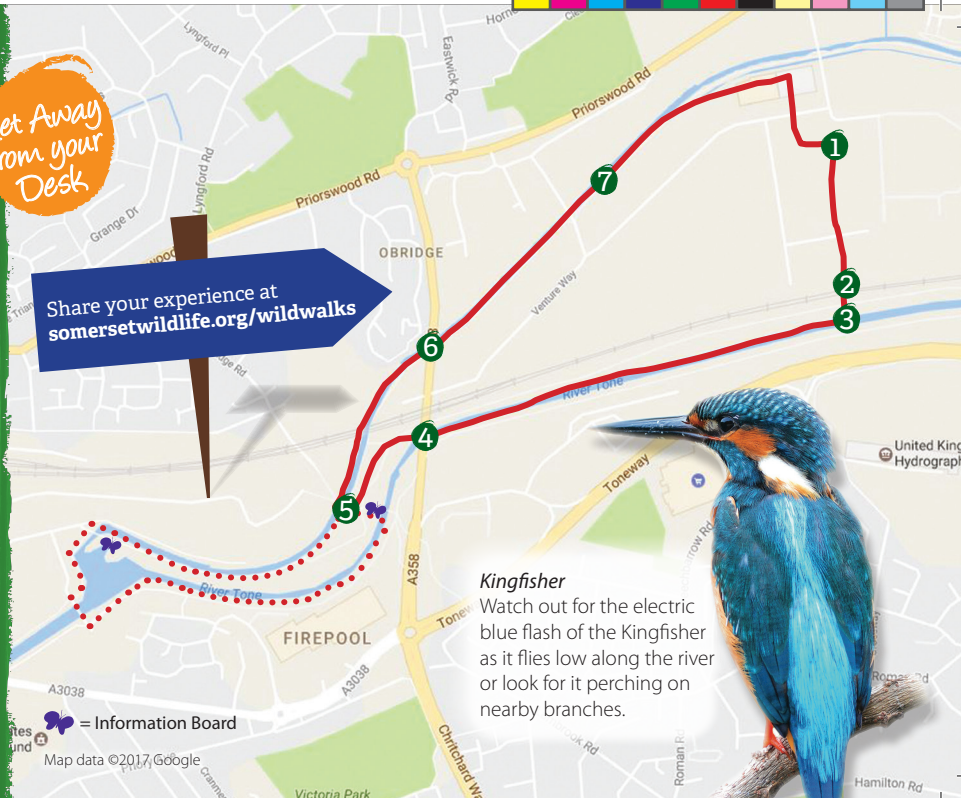 Lyngford Pl
Eastwick R
Priorswood Rd
et Away
rom your
Desk
Lyngford Rd
Grange Dr
Priorswood Rd
OBRIDGE
1
7
2
3
Venture Way
Share your experience at
somersetwildlife.org/wildwalks
6
River Tone
4
5
United King
Hydrograph
Toneway
A358
River Tone
FIREPOOL
Kingfisher
Watch out for the electric
blue flash of the Kingfisher
as it flies low along the river
or look for it perching on
nearby branches.
A3038
A3038
= Information Board
Map data ©2017 Google
Chritchard Wa
Roman R
Hamilton Rd
Victoria Park